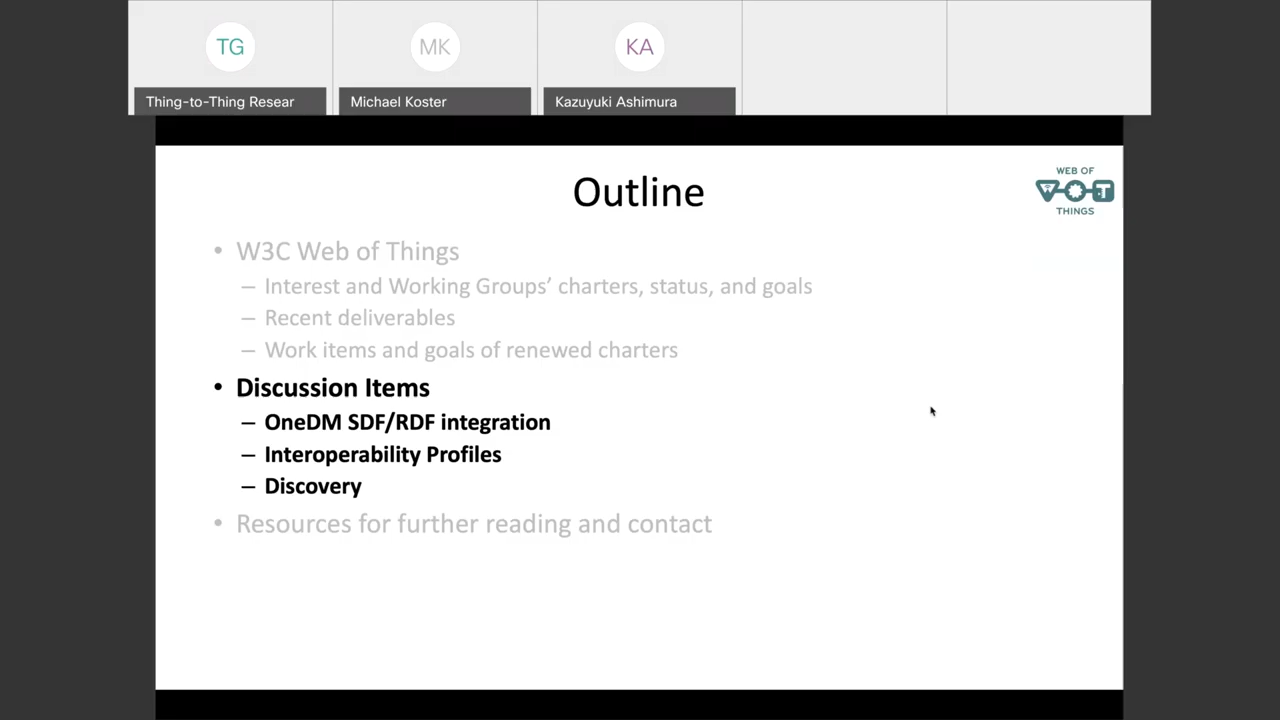 TG
MK
KA
Thing-to-Thing Resear
Michael Koster
Kazuyuki Ashimura
Outline
WEB OF
W T
THINGS
• W3C Web of Things
– Interest and Working Groups’ charters, status, and goals
– Recent deliverables
– Work items and goals of renewed charters
• Discussion Items
– OneDM SDF/RDF integration
– Interoperability Profiles
– Discovery
• Resources for further reading and contact